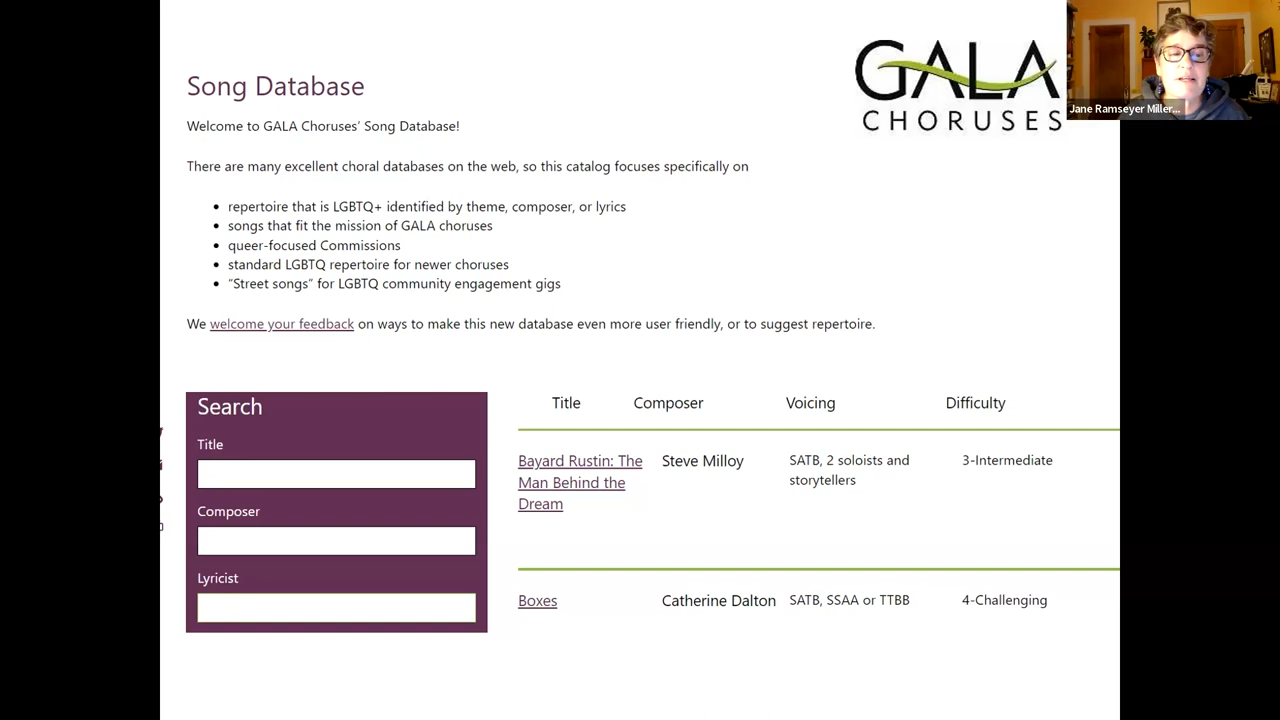 GALA
CHORUSES
Jane Ramseyer Miller...
Song Database
Welcome to GALA Choruses' Song Database!
There are many excellent choral databases on the web, so this catalog focuses specifically on
• repertoire that is LGBTQ+ identified by theme, composer, or lyrics
• songs that fit the mission of GALA choruses
• queer-focused Commissions
• standard LGBTQ repertoire for newer choruses
• “Street songs” for LGBTQ community engagement gigs
We welcome your feedback on ways to make this new database even more user friendly, or to suggest repertoire.
Search
Title
Composer
Lyricist
Title Composer Voicing Difficulty
Bayard Rustin: The Steve Milloy SATB, 2 soloists and 3-Intermediate
Man Behind the storytellers
Dream
Boxes Catherine Dalton SATB, SSAA or TTBB 4-Challenging